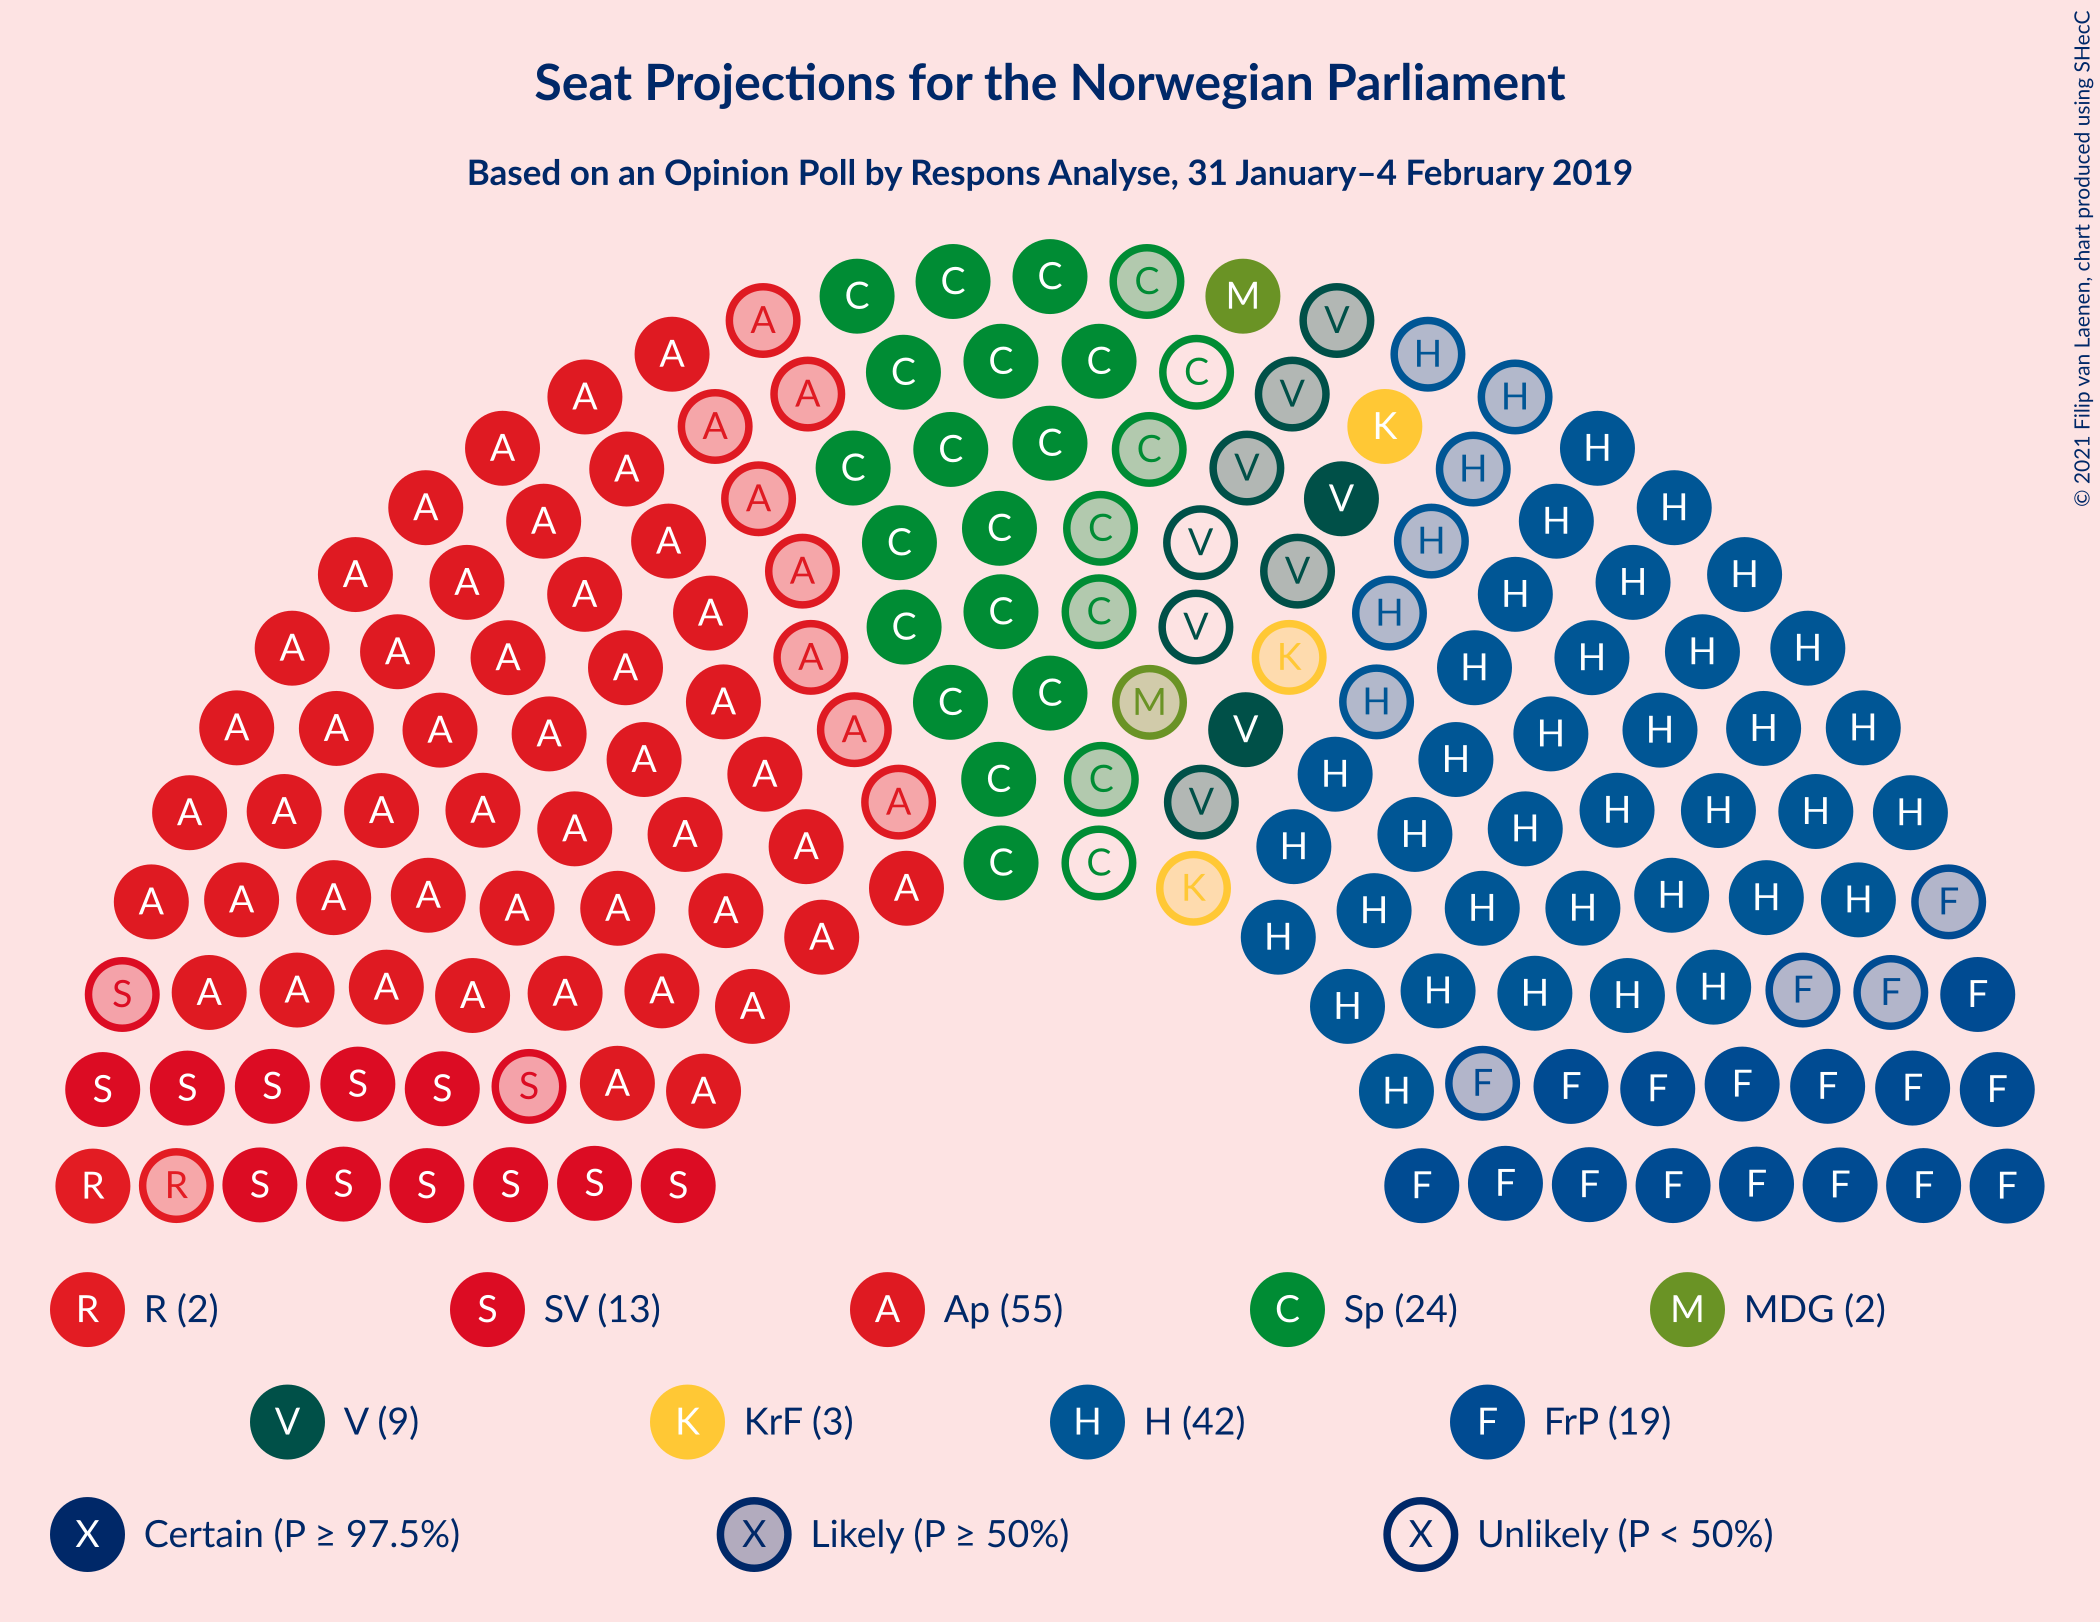 Seat Projections for the Norwegian Parliament
Based on an Opinion Poll by Respons Analyse, 31 January–4 February 2019
© 2021 Filip van Laenen, chart produced using SHecC
C C C C M
A V
A C C C C H
A A V H
A A C C C K H
A C V H
A A A C C V H H
A C V H
A A A A V H H H
A C C C V H
A A A A A K H H H H
A C C M H
A A A A A A V H H H H H
A A C C V H
A A A A A A A H H H H H H H
A A A A A A A A C C K H H H H H H F
A H
S A A A A A A A H H H H H F F F
S S S S S S A A H F F F F F F F
R R S S S S S S F F F F F F F F
R R (2) S SV (13) A Ap (55) C Sp (24) M MDG (2)
V V (9) K KrF (3) H H (42) F FrP (19)
X Certain (P ≥ 97.5%) X Likely (P ≥ 50%) X Unlikely (P < 50%)